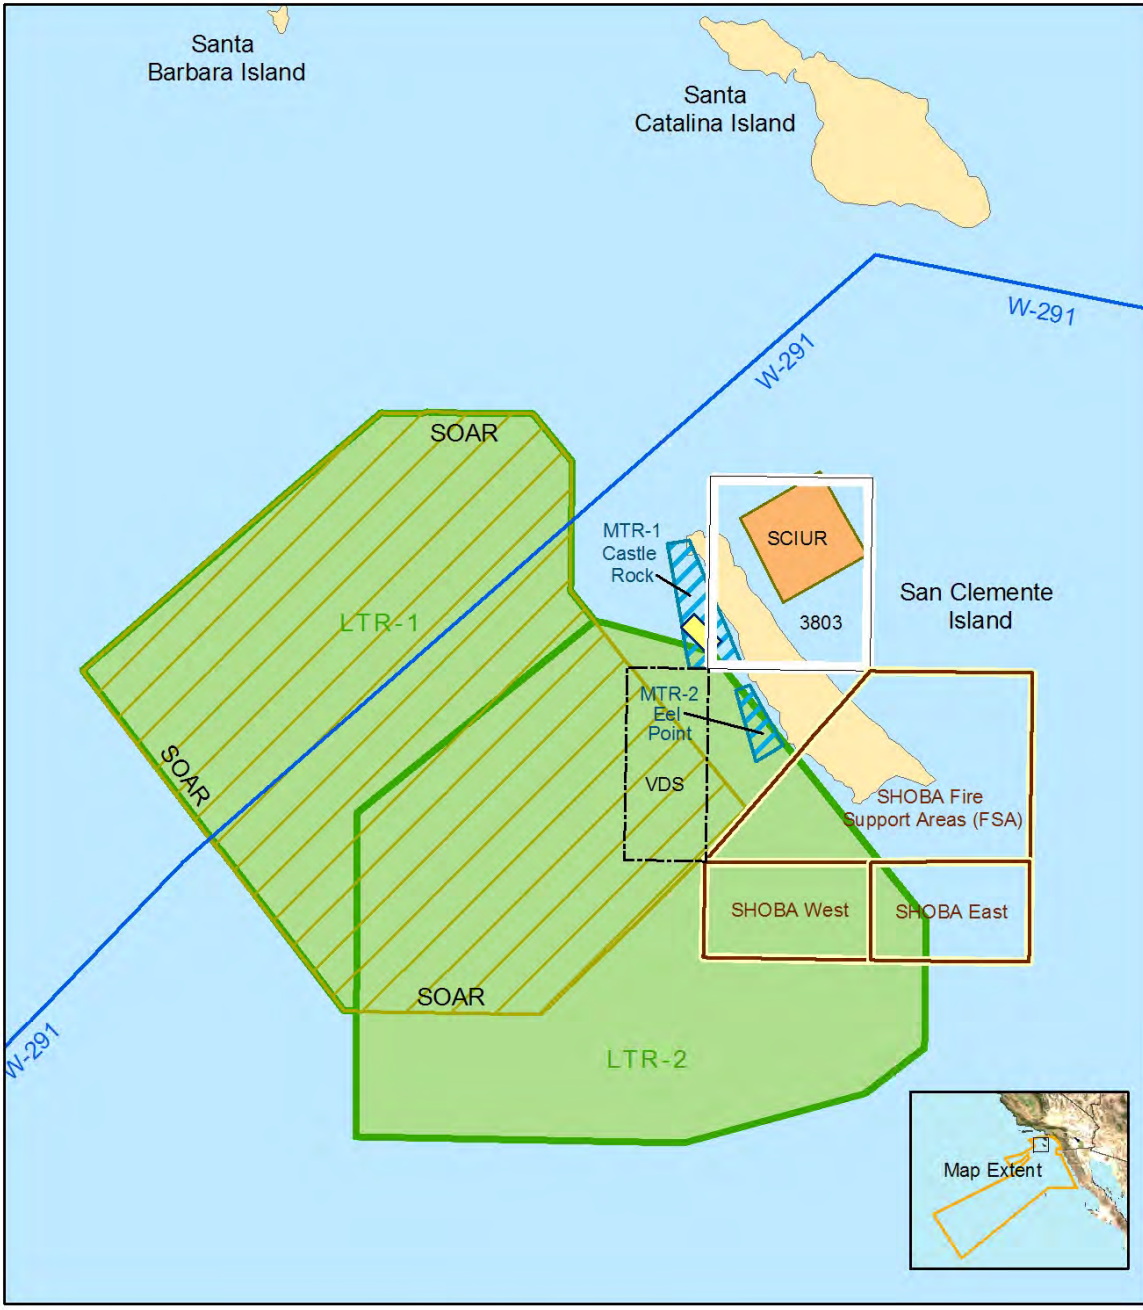 Santa
Barbara Island
Santa
Catalina Island
W-291
W-291
SOAR
MTR-1
Castle
Rock
SCIUR
San Clemente
Island
3803
LTR-1
MTR-2
Eel
Point
SOAR
VDS
SHOBA Fire
Support Areas (FSA)
SHOBA West
SHOBA East
SOAR
W-291
LTR-2
Map Extent